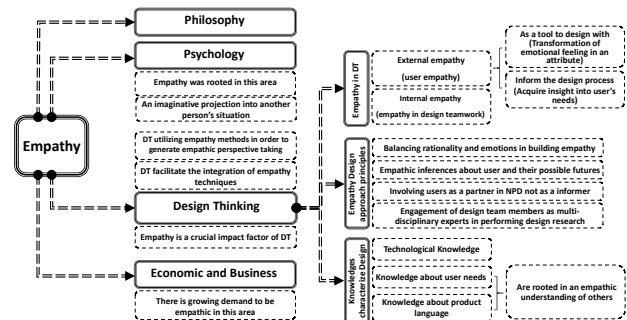 Philosophy
Psychology
Empathy was rooted in this area
An imaginative projection into another
person's situation
Empathy
DT utilizing empathy methods in order to
generate empathic perspective taking
DT facilitate the integration of empathy
techniques
Design Thinking
Empathy is a crucial impact factor of DT
Economic and Business
There is growing demand to be
empathic in this area
Empathy in DT
External empathy
(user empathy)
Internal empathy
(empathy in design teamwork)
As a tool to design with
(Transformation of
emotional feeling in an
attribute)
Inform the design process
(Acquire insight into user's
needs)
Empathy Design
approach principles
Balancing rationality and emotions in building empathy
Empathic inferences about user and their possible futures
Involving users as a partner in NPD not as a informer
Engagement of design team members as multi-
disciplinary experts in performing design research
Knowledges
characterize Design
Technological Knowledge
Knowledge about user needs
Knowledge about product
language
Are rooted in an empathic
understanding of others